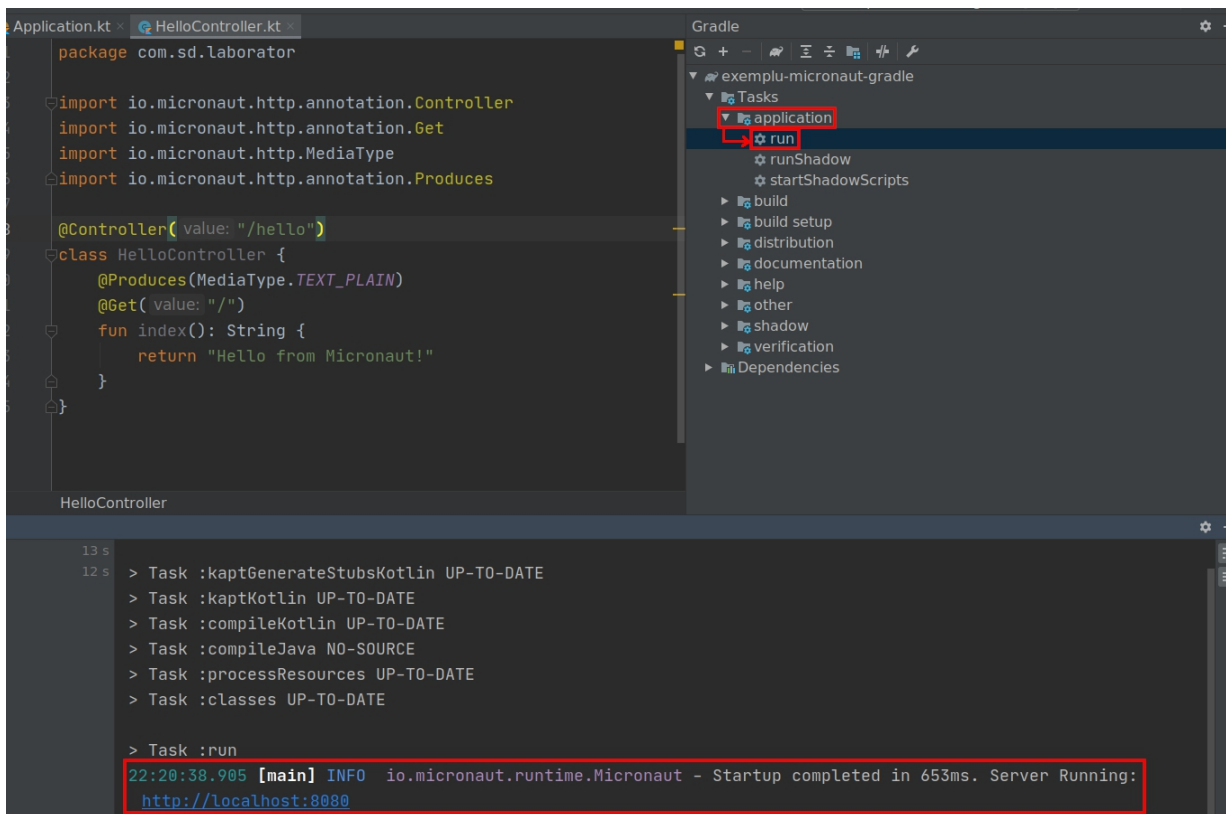 Application.kt
HelloController.kt
package com.sd.laborator
import io.micronaut.http.annotation.Controller
import io.micronaut.http.annotation.Get
import io.micronaut.http.MediaType
import io.micronaut.http.annotation.Produces
@Controller( value: "/hello")
class HelloController {
@Produces(MediaType.TEXT_PLAIN)
@Get( value: "/")
fun index(): String {
return "Hello from Micronaut!"
}
}
HelloController
Gradle
exemplu-micronaut-gradle
Tasks
application
run
runShadow
startShadowScripts
build
build setup
distribution
documentation
help
other
shadow
verification
Dependencies
13 s
12 s
> Task :kaptGenerateStubsKotlin UP-TO-DATE
> Task :kaptKotlin UP-TO-DATE
> Task :compileKotlin UP-TO-DATE
> Task :compileJava NO-SOURCE
> Task :processResources UP-TO-DATE
> Task :classes UP-TO-DATE
> Task :run
22:20:38.905 [main] INFO  io.micronaut.runtime.Micronaut - Startup completed in 653ms. Server Running:
http://localhost:8080